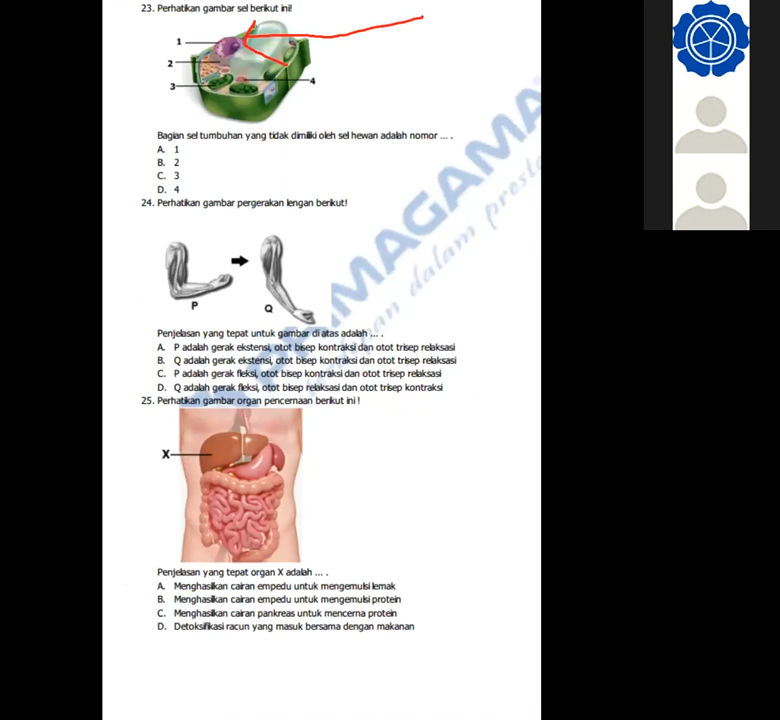 23. Perhatikan gambar sel berikut ini!
1
2
3
4
Bagian sel tumbuhan yang tidak dimiliki oleh sel hewan adalah nomor ... .
A. 1
B. 2
C. 3
D. 4
24. Perhatikan gambar pergerakan lengan berikut!
P
Q
Penjelasan yang tepat untuk gambar di atas adalah ... .
A. P adalah gerak ekstensi, otot bisep kontraksi dan otot trisep relaksasi
B. Q adalah gerak ekstensi, otot bisep kontraksi dan otot trisep relaksasi
C. P adalah gerak fleksi, otot bisep kontraksi dan otot trisep relaksasi
D. Q adalah gerak fleksi, otot bisep relaksasi dan otot trisep kontraksi
25. Perhatikan gambar organ pencernaan berikut ini !
X
Penjelasan yang tepat organ X adalah ... .
A. Menghasilkan cairan empedu untuk mengemulsi lemak
B. Menghasilkan cairan empedu untuk mengemulsi protein
C. Menghasilkan cairan pankreas untuk mencerna protein
D. Detoksifikasi racun yang masuk bersama dengan makanan
PRIMAGAMA
dalam